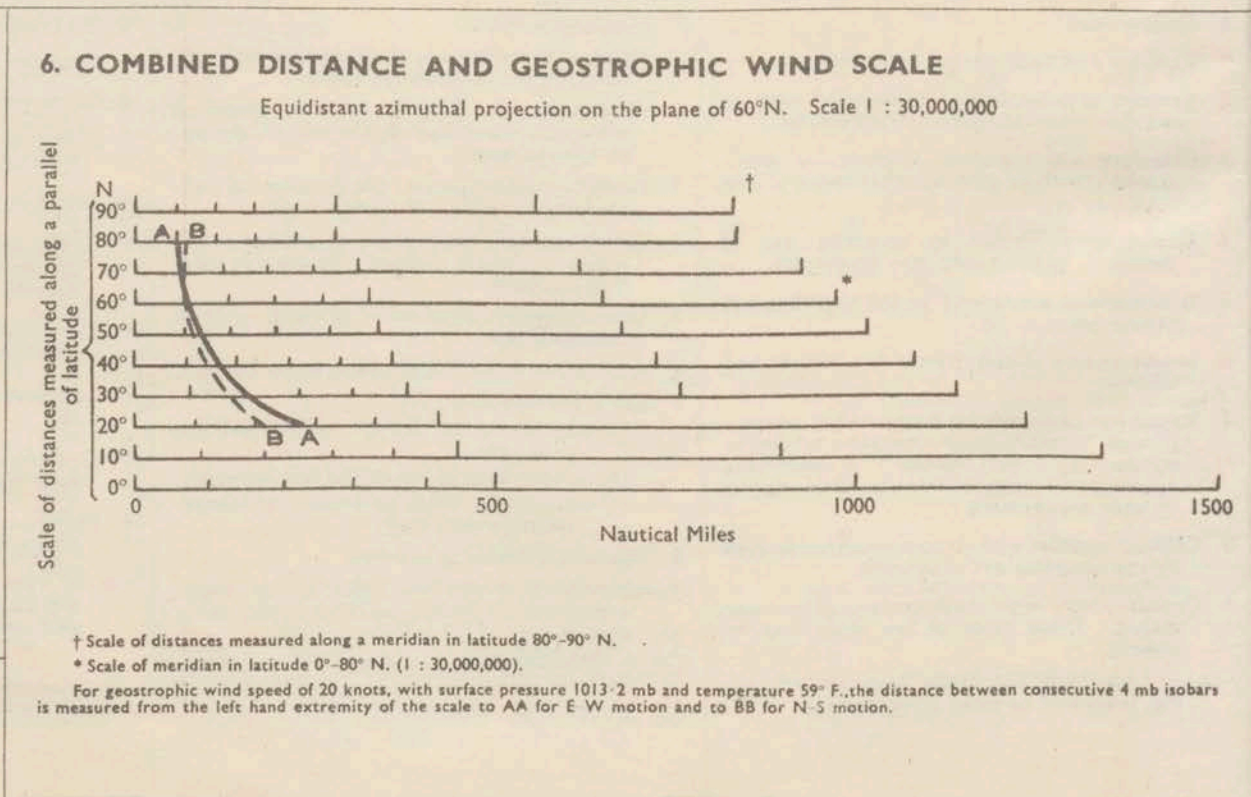 6. COMBINED DISTANCE AND GEOSTROPHIC WIND SCALE
Equidistant azimuthal projection on the plane of 60°N. Scale 1 : 30,000,000
Scale of distances measured along a parallel
of latitude
N
90°
†
80°
A B
70°
60°
*
50°
40°
30°
20°
B A
10°
0°
0 500 1000 1500
Nautical Miles
† Scale of distances measured along a meridian in latitude 80°-90° N.
* Scale of meridian in latitude 0°-80° N. (1 : 30,000,000).
For geostrophic wind speed of 20 knots, with surface pressure 1013·2 mb and temperature 59° F.,the distance between consecutive 4 mb isobars
is measured from the left hand extremity of the scale to AA for E-W motion and to BB for N-S motion.